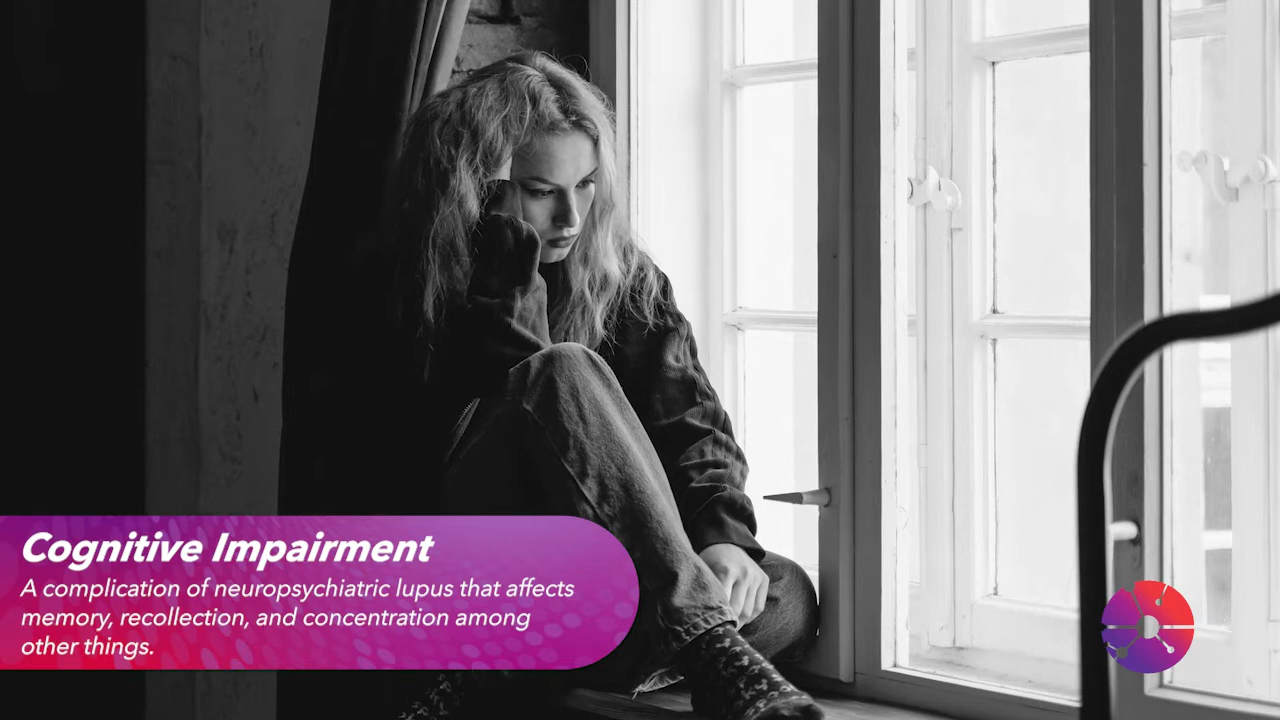 Cognitive Impairment
A complication of neuropsychiatric lupus that affects
memory, recollection, and concentration among
other things.